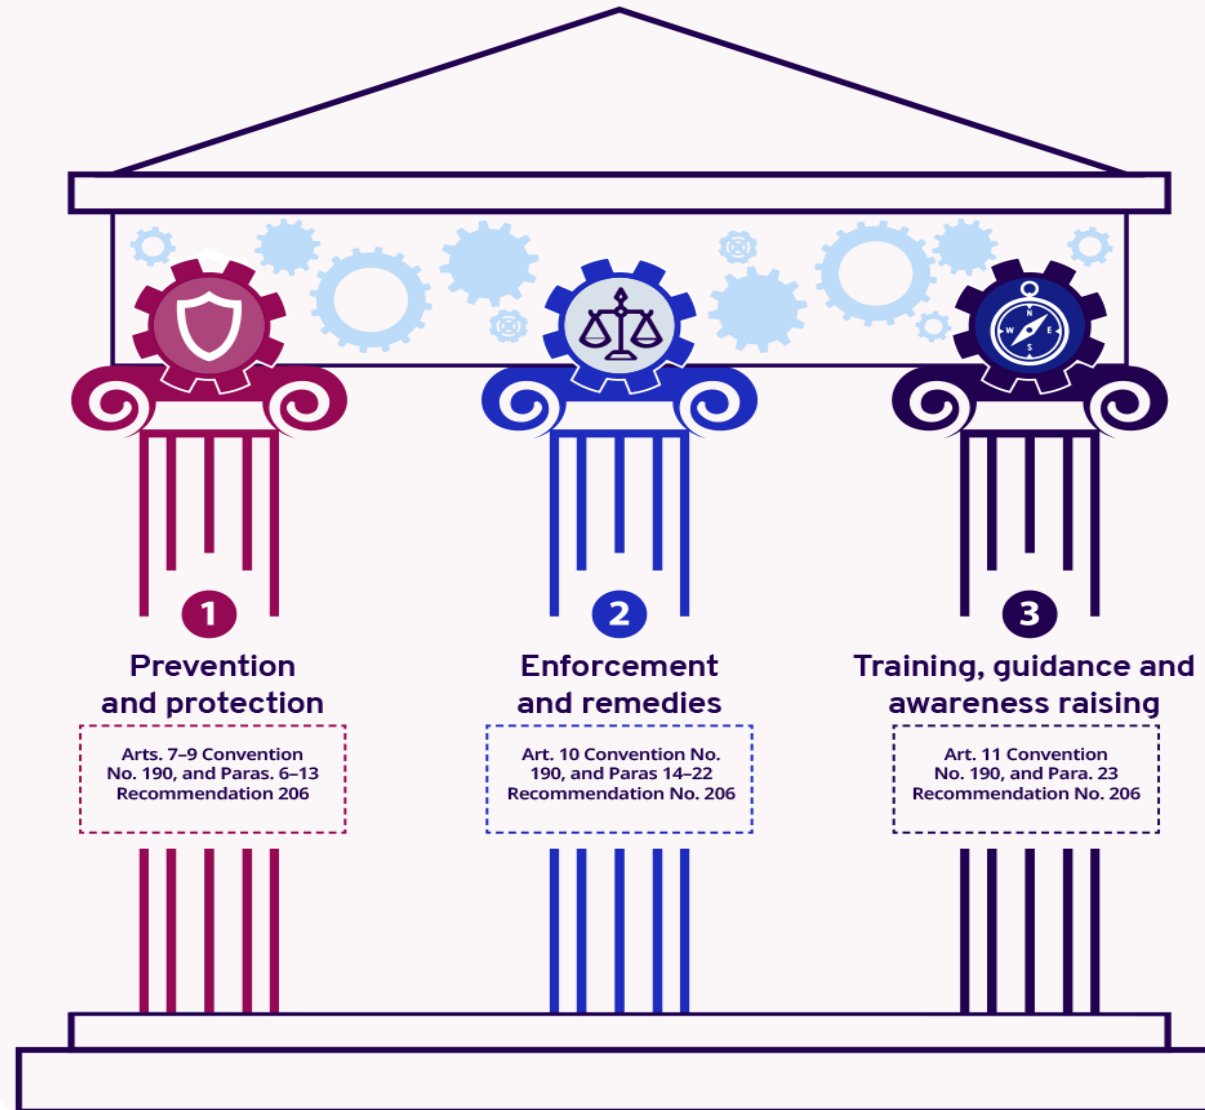 N
W E
S
1
Prevention
and protection
Arts. 7–9 Convention
No. 190, and Paras. 6–13
Recommendation 206
2
Enforcement
and remedies
Art. 10 Convention No.
190, and Paras 14–22
Recommendation No. 206
3
Training, guidance and
awareness raising
Art. 11 Convention
No. 190, and Para. 23
Recommendation No. 206